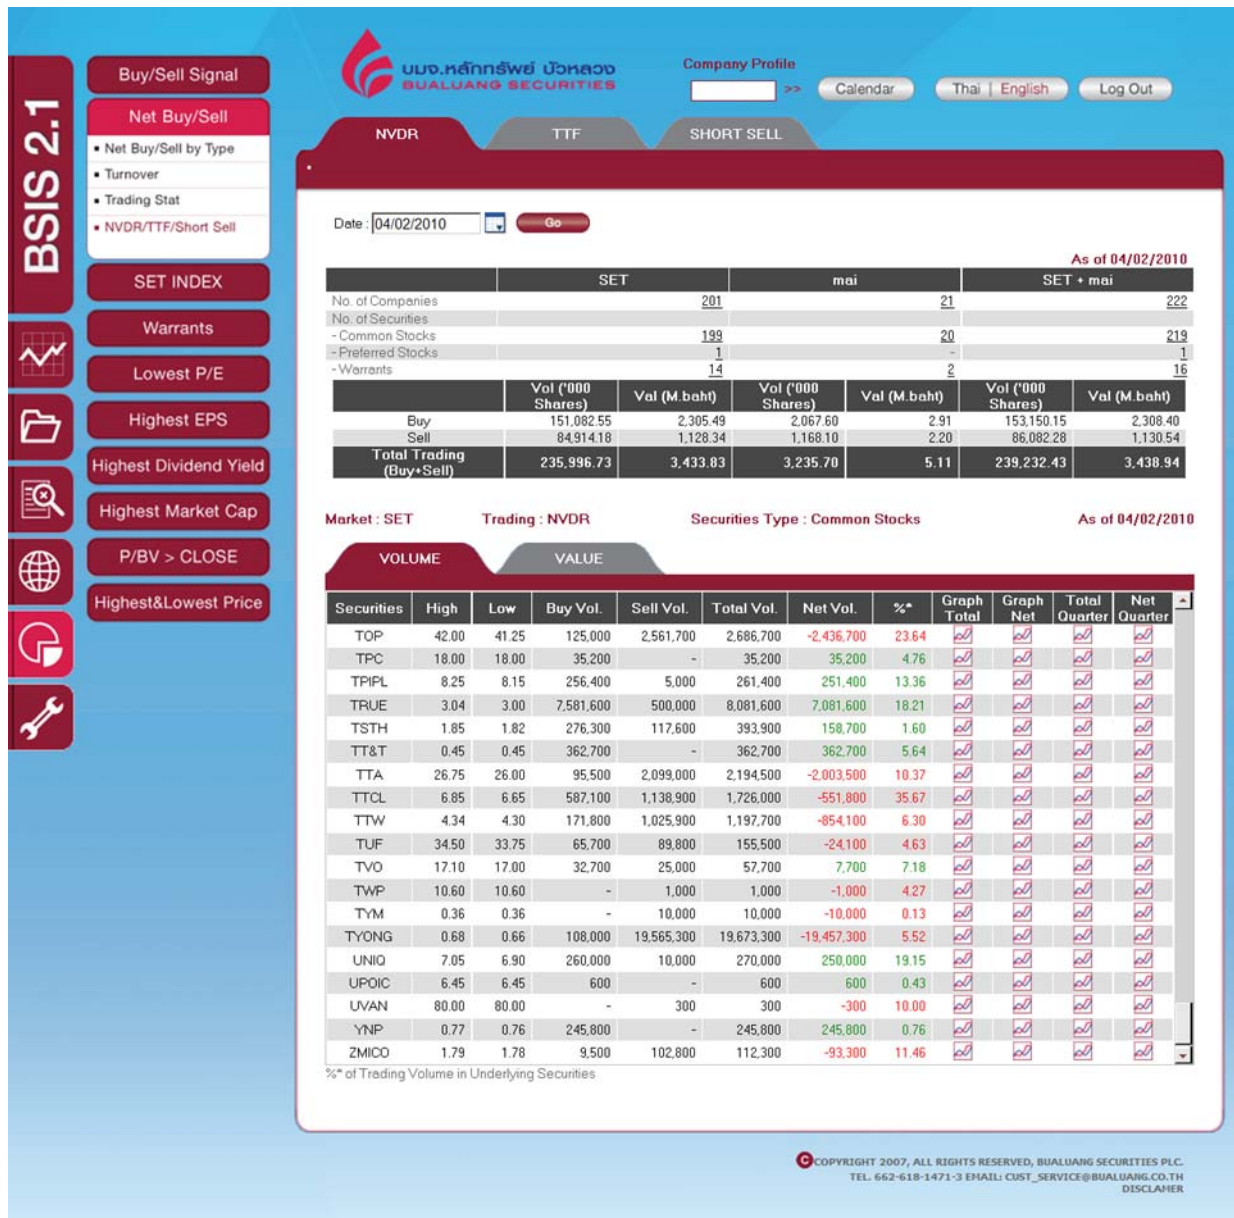 BSIS 2.1
Buy/Sell Signal
Net Buy/Sell
▪ Net Buy/Sell by Type
▪ Turnover
▪ Trading Stat
▪ NVDR/TTF/Short Sell
SET INDEX
Warrants
Lowest P/E
Highest EPS
Highest Dividend Yield
Highest Market Cap
P/BV > CLOSE
Highest&Lowest Price
บมจ.หลักทรัพย์ บัวหลวง
BUALUANG SECURITIES
Company Profile
>> Calendar Thai | English Log Out
NVDR TTF SHORT SELL
Date : 04/02/2010 Go
As of 04/02/2010
SET mai SET + mai
No. of Companies 201 21 222
No. of Securities
- Common Stocks 199 20 219
- Preferred Stocks 1 - 1
- Warrants 14 2 16
Vol ('000 Shares) Val (M.baht) Vol ('000 Shares) Val (M.baht) Vol ('000 Shares) Val (M.baht)
Buy 151,082.55 2,305.49 2,067.60 2.91 153,150.15 2,308.40
Sell 84,914.18 1,128.34 1,168.10 2.20 86,082.28 1,130.54
Total Trading (Buy+Sell) 235,996.73 3,433.83 3,235.70 5.11 239,232.43 3,438.94
Market : SET Trading : NVDR Securities Type : Common Stocks As of 04/02/2010
VOLUME VALUE
Securities High Low Buy Vol. Sell Vol. Total Vol. Net Vol. %* Graph Total Graph Net Total Quarter Net Quarter
TOP 42.00 41.25 125,000 2,561,700 2,686,700 -2,436,700 23.64
TPC 18.00 18.00 35,200 - 35,200 35,200 4.76
TPIPL 8.25 8.15 256,400 5,000 261,400 251,400 13.36
TRUE 3.04 3.00 7,581,600 500,000 8,081,600 7,081,600 18.21
TSTH 1.85 1.82 276,300 117,600 393,900 158,700 1.60
TT&T 0.45 0.45 362,700 - 362,700 362,700 5.64
TTA 26.75 26.00 95,500 2,099,000 2,194,500 -2,003,500 10.37
TTCL 6.85 6.65 587,100 1,138,900 1,726,000 -551,800 35.67
TTW 4.34 4.30 171,800 1,025,900 1,197,700 -854,100 6.30
TUF 34.50 33.75 65,700 89,800 155,500 -24,100 4.63
TVO 17.10 17.00 32,700 25,000 57,700 7,700 7.18
TWP 10.60 10.60 - 1,000 1,000 -1,000 4.27
TYM 0.36 0.36 - 10,000 10,000 -10,000 0.13
TYONG 0.68 0.66 108,000 19,565,300 19,673,300 -19,457,300 5.52
UNIQ 7.05 6.90 260,000 10,000 270,000 250,000 19.15
UPOIC 6.45 6.45 600 - 600 600 0.43
UVAN 80.00 80.00 - 300 300 -300 10.00
YNP 0.77 0.76 245,800 - 245,800 245,800 0.76
ZMICO 1.79 1.78 9,500 102,800 112,300 -93,300 11.46
%* of Trading Volume in Underlying Securities
C COPYRIGHT 2007, ALL RIGHTS RESERVED, BUALUANG SECURITIES PLC.
TEL. 662-618-1471-3 EMAIL: CUST_SERVICE@BUALUANG.CO.TH
DISCLAMER